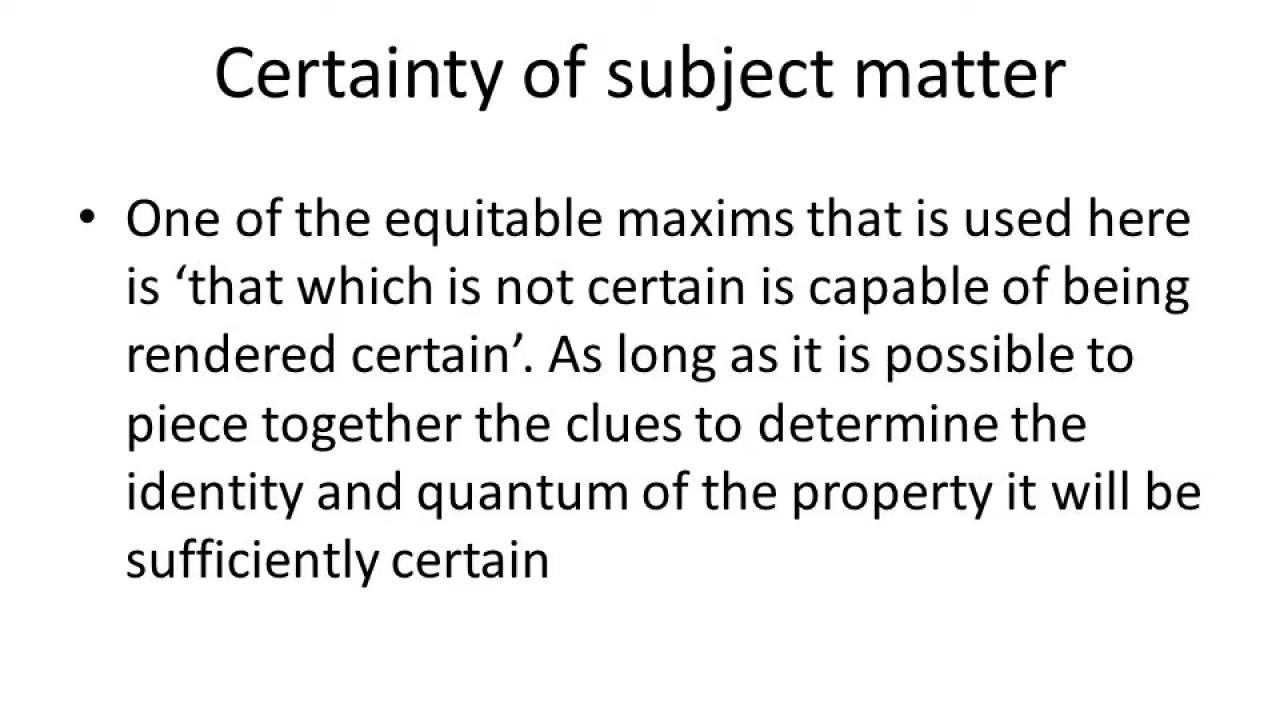 Certainty of subject matter
• One of the equitable maxims that is used here
is ‘that which is not certain is capable of being
rendered certain’. As long as it is possible to
piece together the clues to determine the
identity and quantum of the property it will be
sufficiently certain